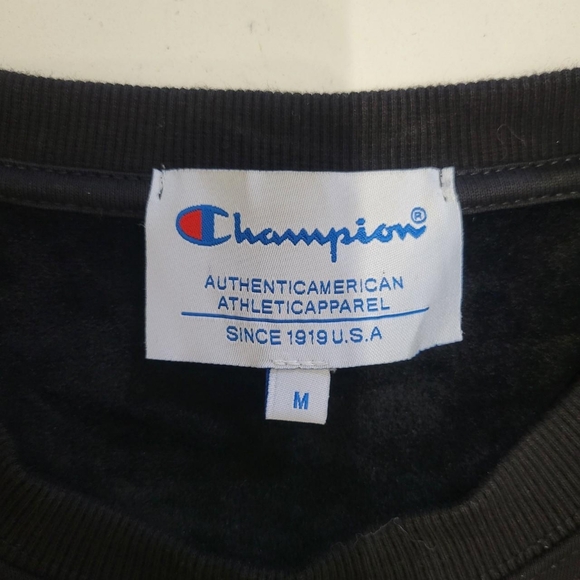 Champion®
AUTHENTICAMERICAN
ATHLETICAPPAREL
SINCE 1919 U.S.A
M